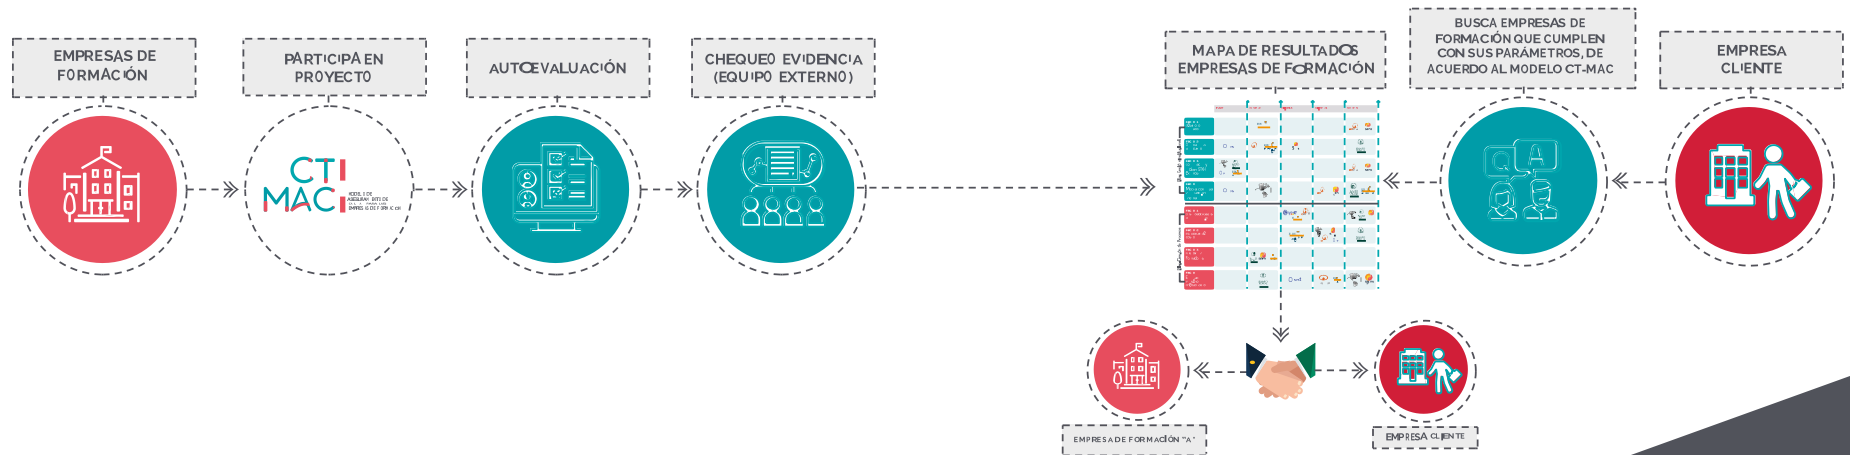 EMPRESAS DE
FORMACIÓN
PARTICIPA EN
PROYECTO
AUTOEVALUACIÓN
CHEQUEO EVIDENCIA
(EQUIPO EXTERNO)
MAPA DE RESULTADOS
EMPRESAS DE FORMACIÓN
BUSCA EMPRESAS DE
FORMACIÓN QUE CUMPLEN
CON SUS PARÁMETROS, DE
ACUERDO AL MODELO CT-MAC
EMPRESA
CLIENTE
CTI
MAC
Q A
EMPRESA DE FORMACIÓN "A"
EMPRESA CLIENTE